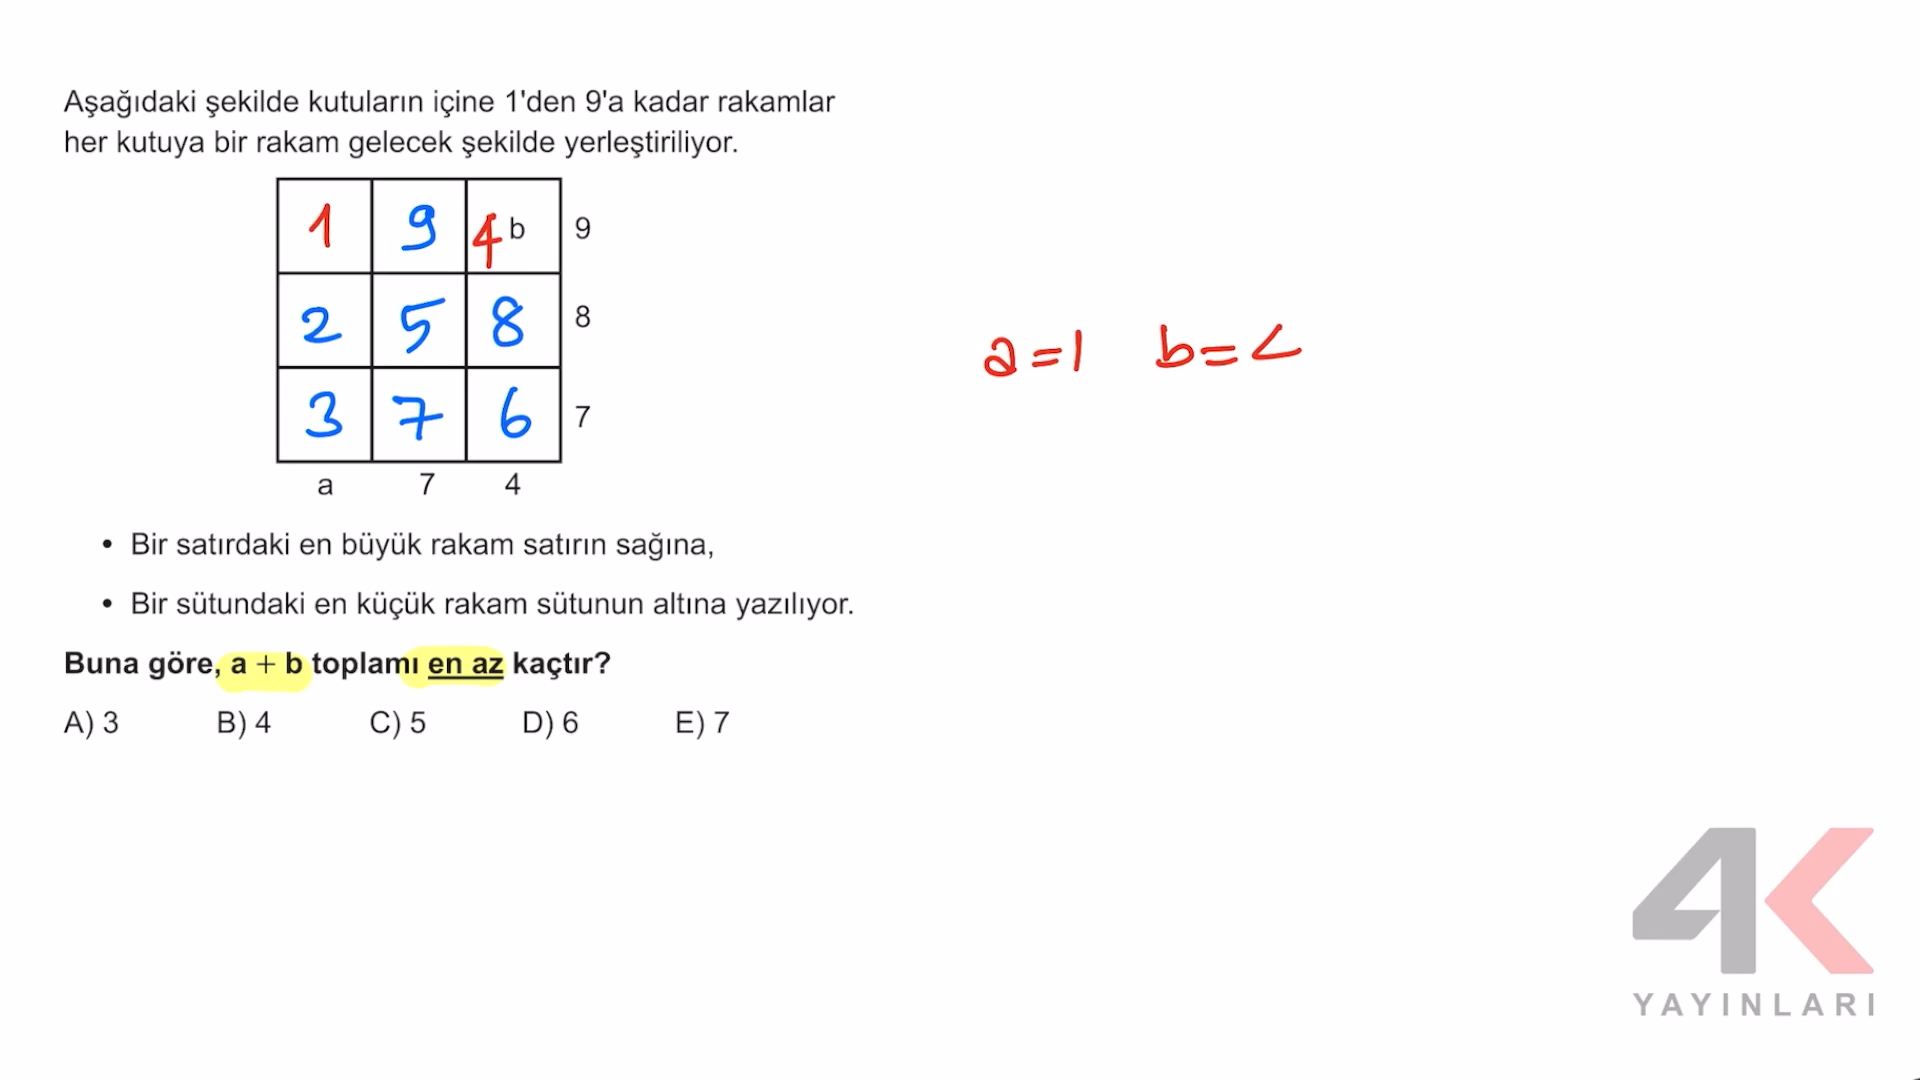 Aşağıdaki şekilde kutuların içine 1'den 9'a kadar rakamlar
her kutuya bir rakam gelecek şekilde yerleştiriliyor.
1 9 4 b 9
2 5 8 8
3 7 6 7
a 7 4
a=1 b=
• Bir satırdaki en büyük rakam satırın sağına,
• Bir sütundaki en küçük rakam sütunun altına yazılıyor.
Buna göre, a + b toplamı en az kaçtır?
A) 3 B) 4 C) 5 D) 6 E) 7
4K
YAYINLARI